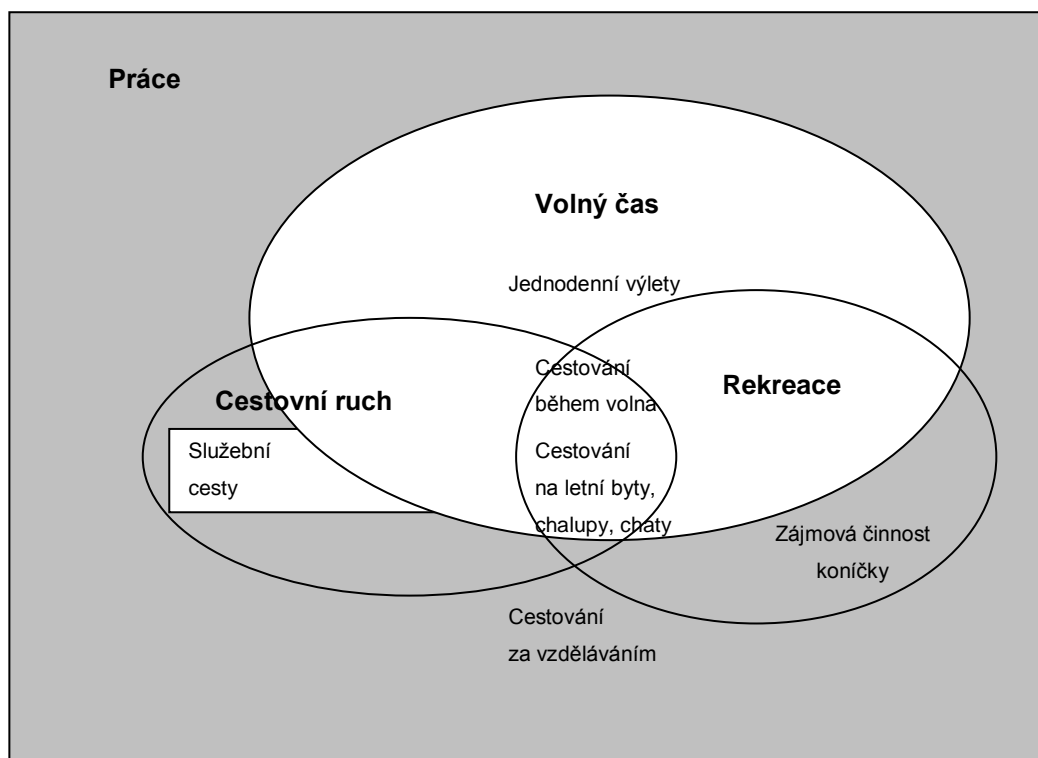 Práce
Volný čas
Jednodenní výlety
Cestování
během volna
Rekreace
Cestovní ruch
Služební
cesty
Cestování
na letní byty,
chalupy, chaty
Zájmová činnost
koníčky
Cestování
za vzděláváním